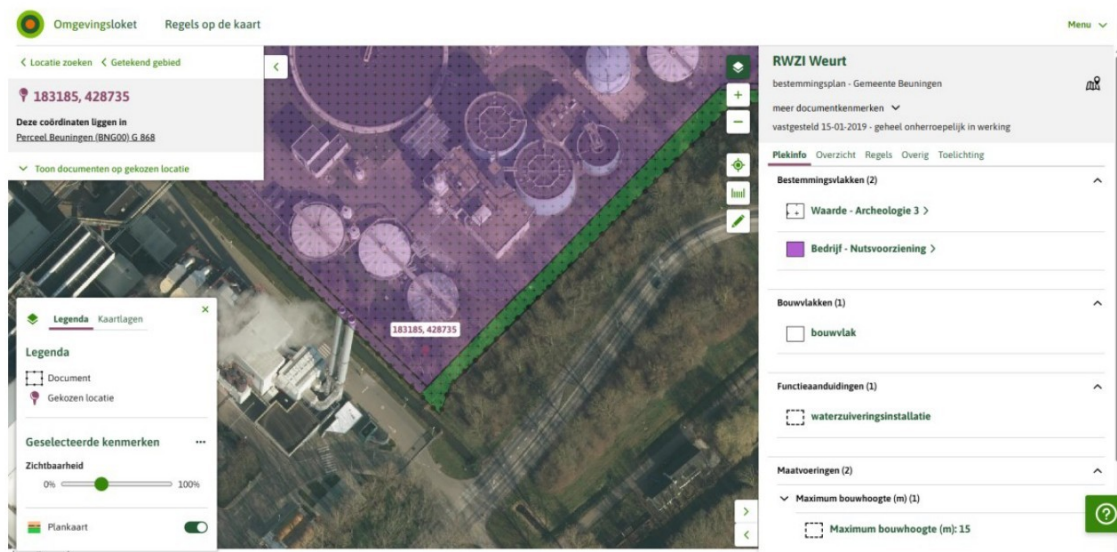 Omgevingsloket
Regels op de kaart
Menu
Locatie zoeken
Getekend gebied
183185, 428735
Deze coördinaten liggen in
Perceel Beuningen (BNG00) G 868
Toon documenten op gekozen locatie
183185, 428735
Legenda
Kaartlagen
Legenda
Document
Gekozen locatie
Geselecteerde kenmerken
Zichtbaarheid
0%
100%
Plankaart
RWZI Weurt
bestemmingsplan - Gemeente Beuningen
meer documentkenmerken
vastgesteld 15-01-2019 - geheel onherroepelijk in werking
Plekinfo Overzicht Regels Overig Toelichting
Bestemmingsvlakken (2)
Waarde - Archeologie 3
Bedrijf - Nutsvoorziening
Bouwvlakken (1)
bouwvlak
Functieaanduidingen (1)
waterzuiveringsinstallatie
Maatvoeringen (2)
Maximum bouwhoogte (m) (1)
Maximum bouwhoogte (m): 15